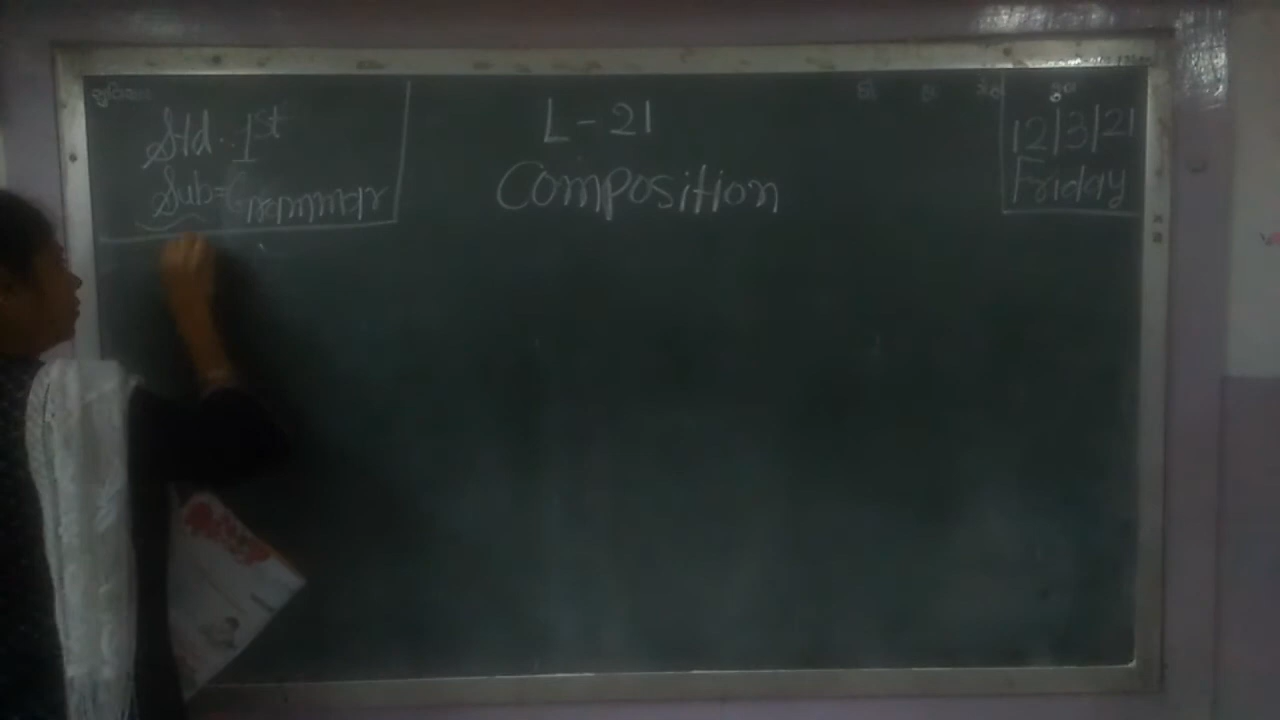 Std. 1st
Sub=Grammar
L-21
Composition
12/3/21
Friday